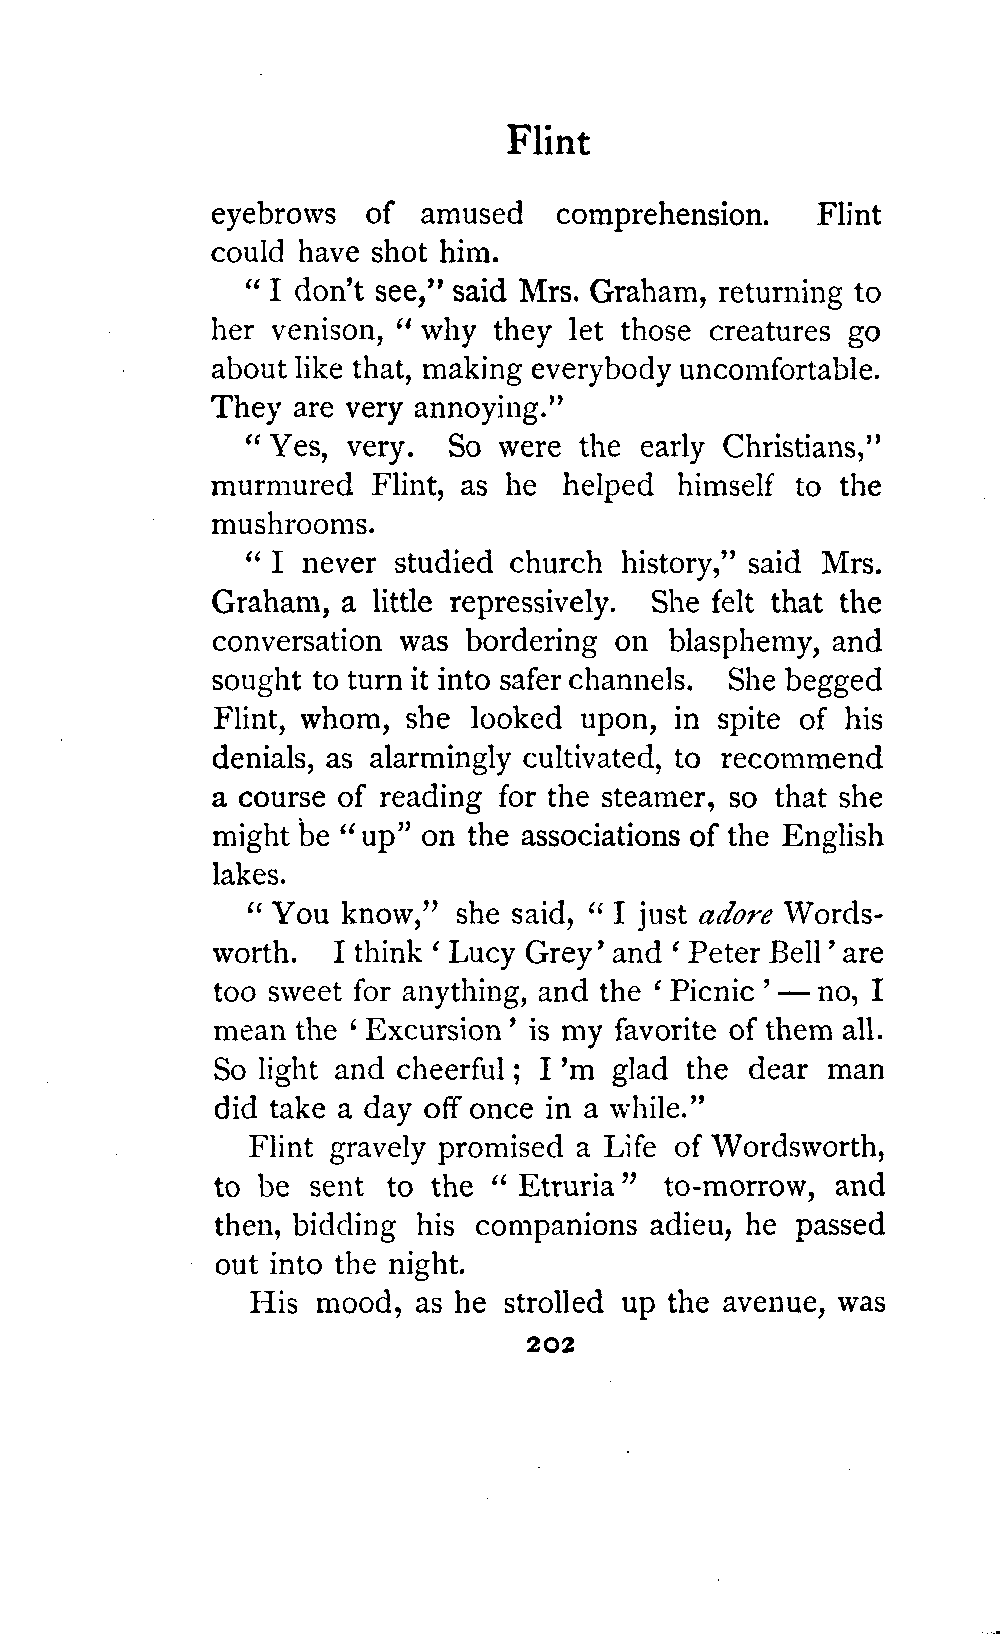 Flint
eyebrows of amused comprehension. Flint
could have shot him.
“ I don't see,” said Mrs. Graham, returning to
her venison, “ why they let those creatures go
about like that, making everybody uncomfortable.
They are very annoying.”
“ Yes, very. So were the early Christians,”
murmured Flint, as he helped himself to the
mushrooms.
“ I never studied church history,” said Mrs.
Graham, a little repressively. She felt that the
conversation was bordering on blasphemy, and
sought to turn it into safer channels. She begged
Flint, whom, she looked upon, in spite of his
denials, as alarmingly cultivated, to recommend
a course of reading for the steamer, so that she
might be “ up” on the associations of the English
lakes.
“ You know,” she said, “ I just adore Words-
worth. I think ‘ Lucy Grey’ and ‘ Peter Bell ’ are
too sweet for anything, and the ‘ Picnic ’ — no, I
mean the ‘ Excursion ’ is my favorite of them all.
So light and cheerful ; I 'm glad the dear man
did take a day off once in a while.”
Flint gravely promised a Life of Wordsworth,
to be sent to the “ Etruria ” to-morrow, and
then, bidding his companions adieu, he passed
out into the night.
His mood, as he strolled up the avenue, was
202